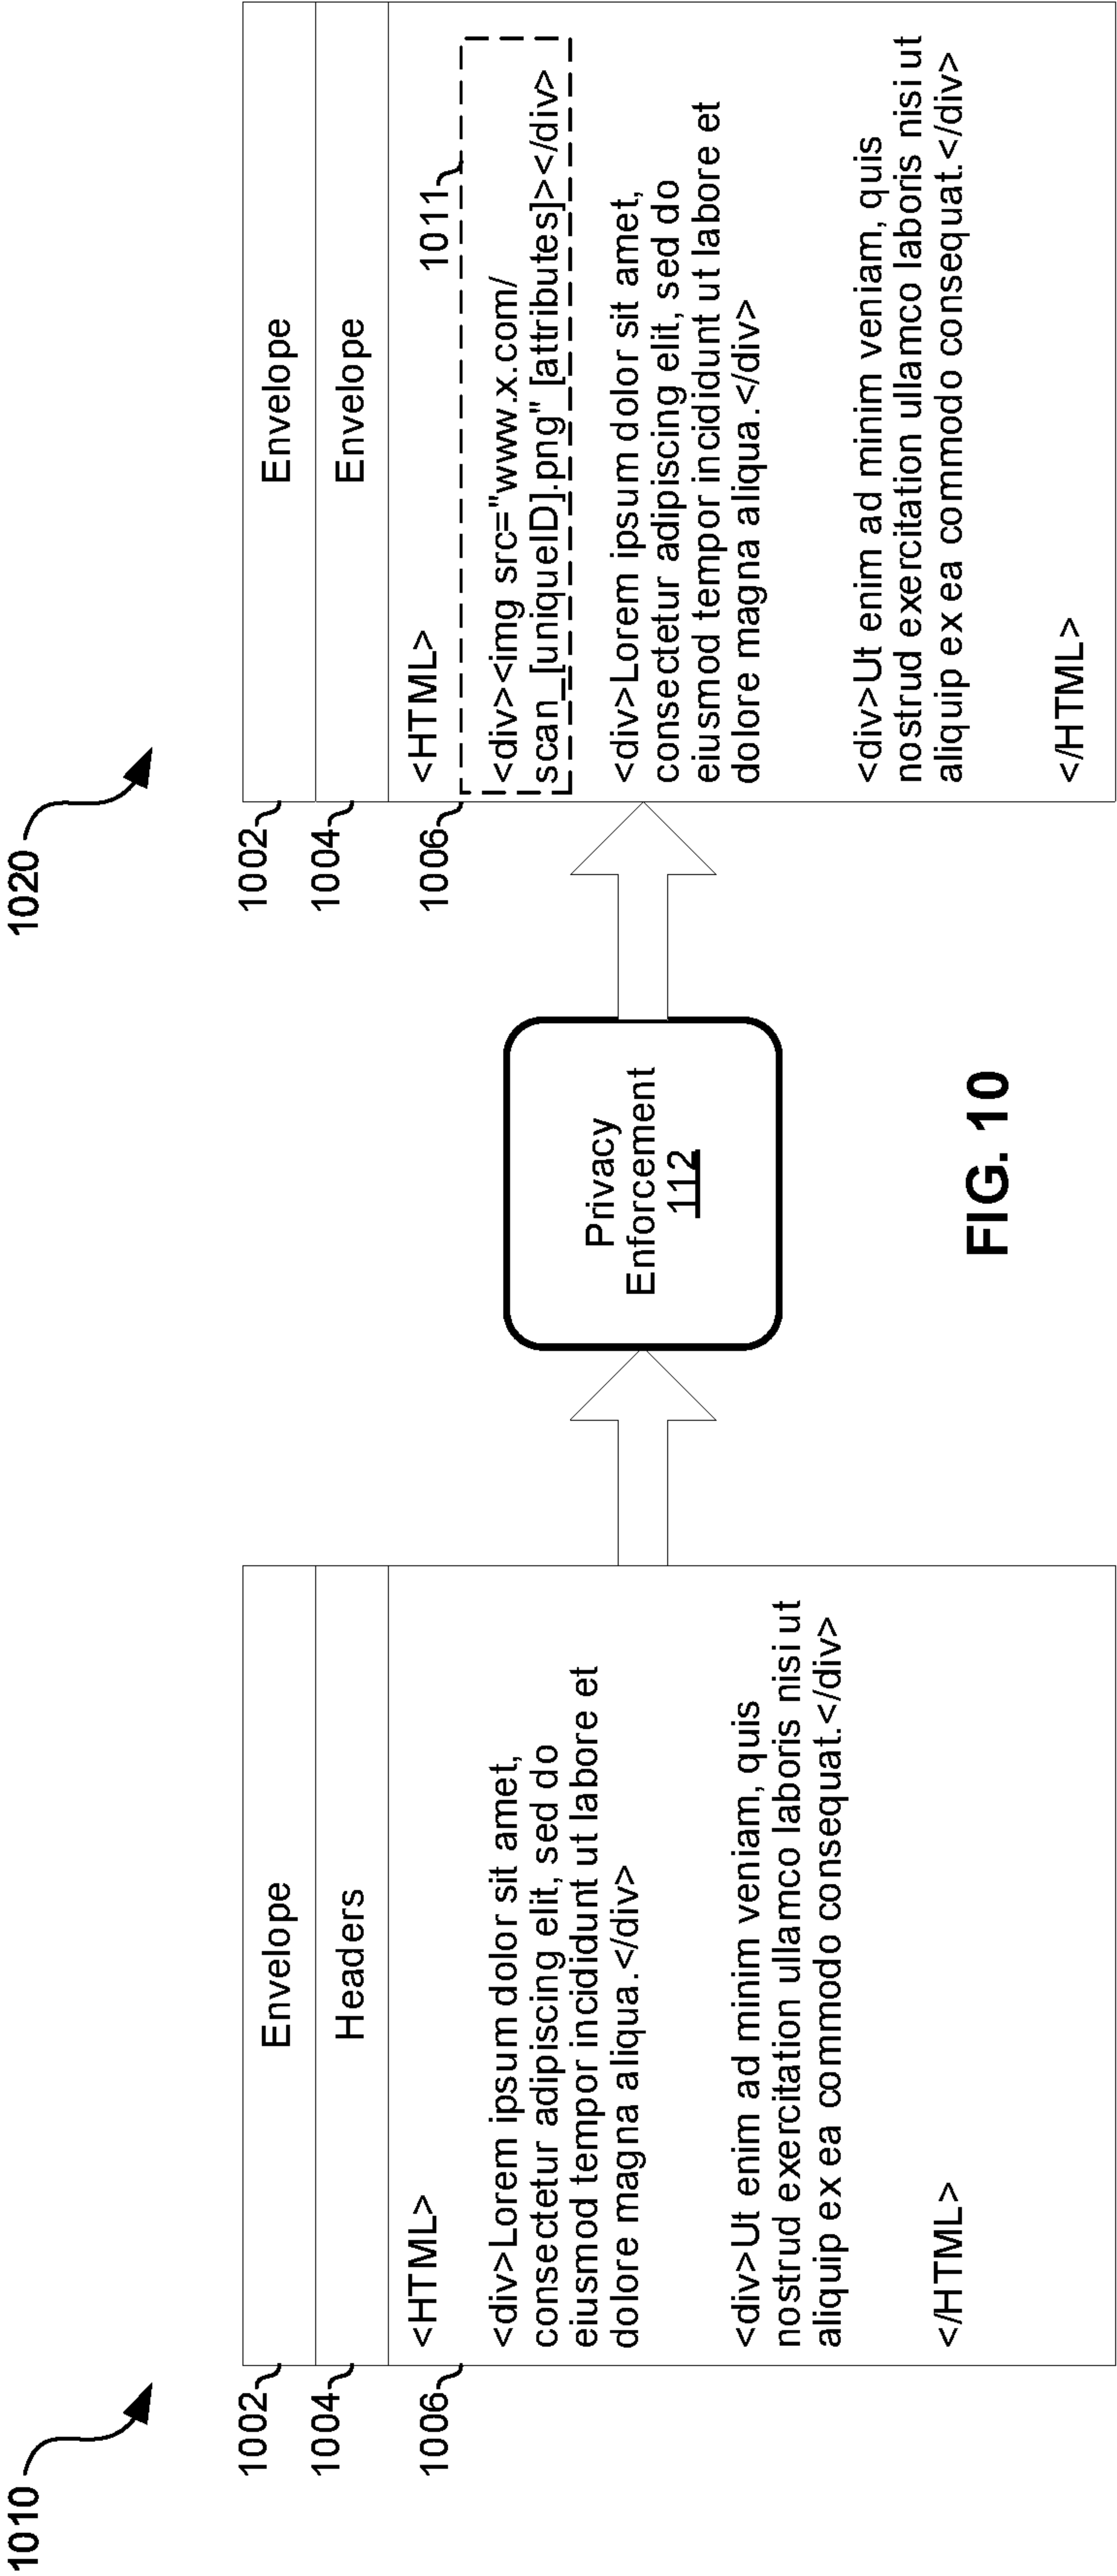 1010
1002
Envelope
1004
Headers
1006
<HTML>
<div>Lorem ipsum dolor sit amet,
consectetur adipiscing elit, sed do
eiusmod tempor incididunt ut labore et
dolore magna aliqua.</div>
<div>Ut enim ad minim veniam, quis
nostrud exercitation ullamco laboris nisi ut
aliquip ex ea commodo consequat.</div>
</HTML>
Privacy
Enforcement
112
1020
1002
Envelope
1004
Envelope
1006
<HTML>
1011
<div><img src="www.x.com/
scan_[uniqueID].png" [attributes]></div>
<div>Lorem ipsum dolor sit amet,
consectetur adipiscing elit, sed do
eiusmod tempor incididunt ut labore et
dolore magna aliqua.</div>
<div>Ut enim ad minim veniam, quis
nostrud exercitation ullamco laboris nisi ut
aliquip ex ea commodo consequat.</div>
</HTML>
FIG. 10